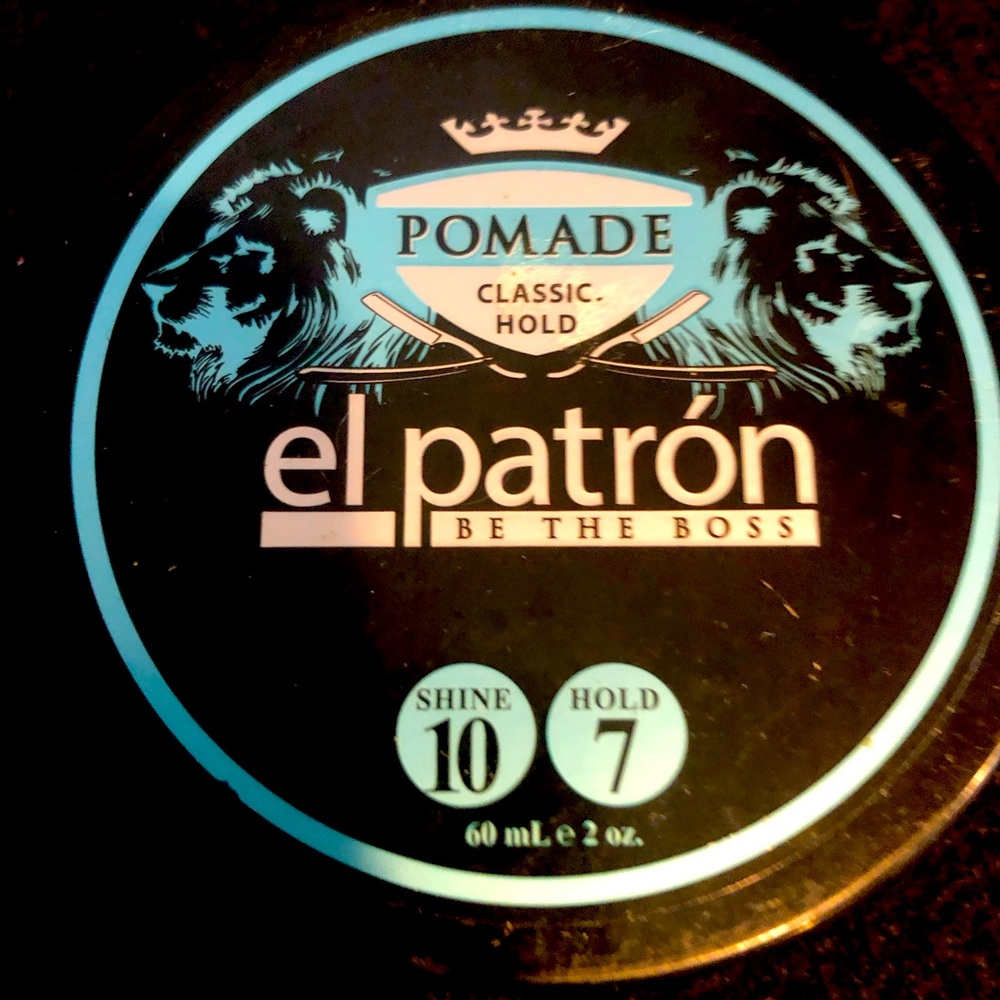 POMADE
CLASSIC
HOLD
el patrón
BE THE BOSS
SHINE
10
HOLD
7
60 mL e 2 oz.